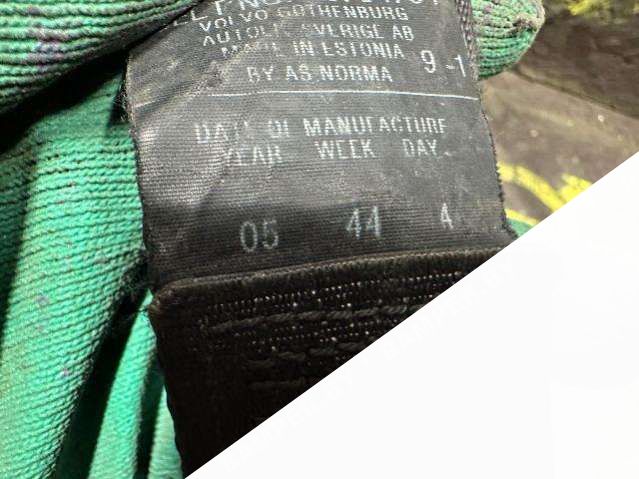 VOLVO GOTHENBURG
AUTOLIV SVERIGE AB
MADE IN ESTONIA
BY AS NORMA 9 -1
DATE OF MANUFACTURE
YEAR WEEK DAY
05 44 4